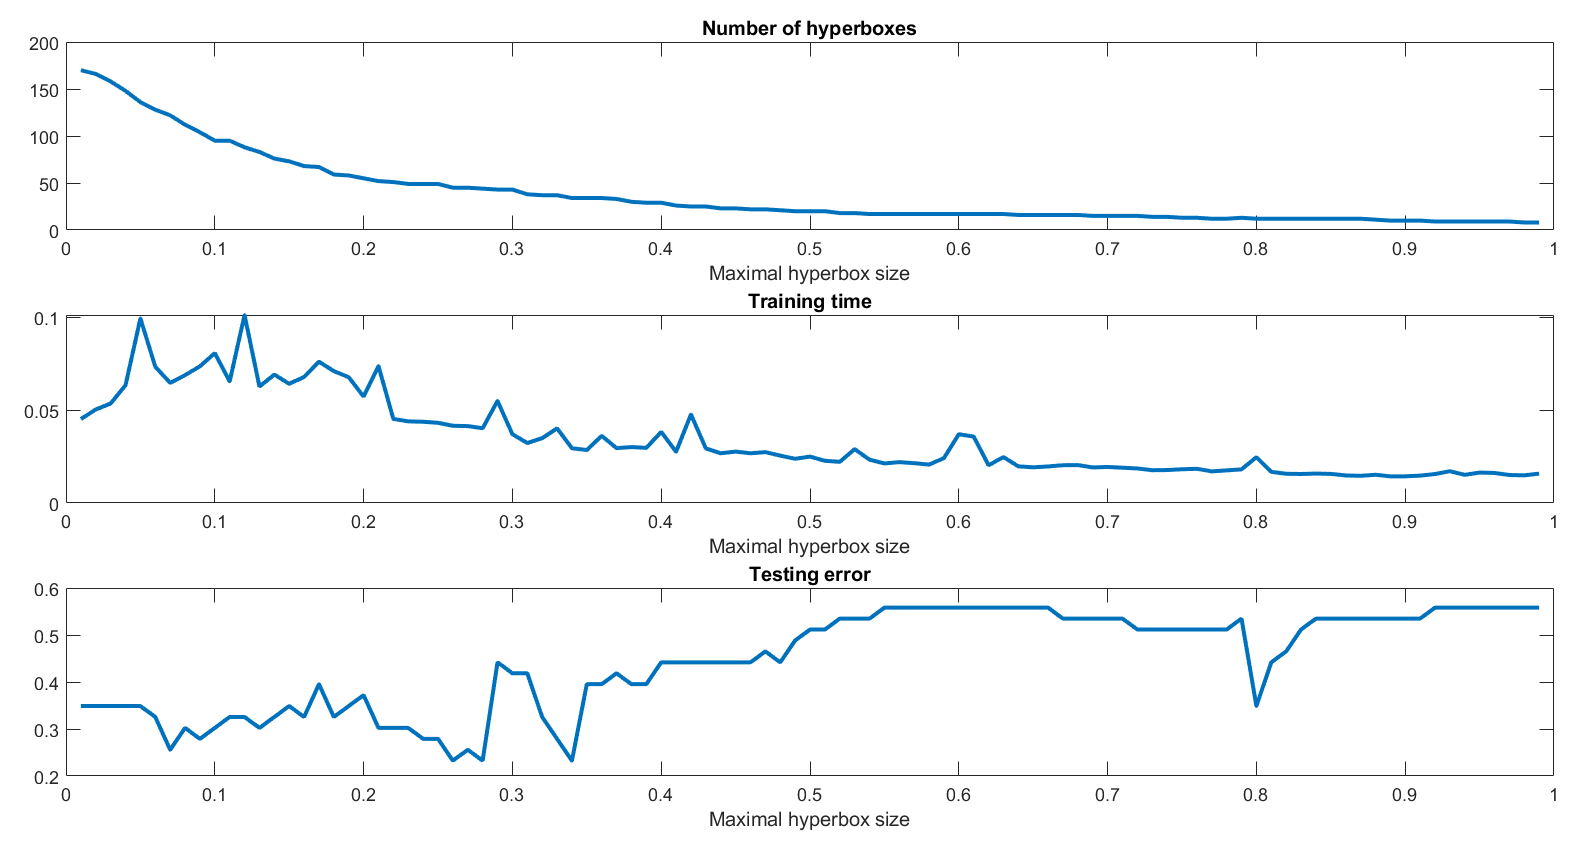 Number of hyperboxes
200
150
100
50
0
0 0.1 0.2 0.3 0.4 0.5 0.6 0.7 0.8 0.9 1
Maximal hyperbox size
Training time
0.1
0.05
0
0 0.1 0.2 0.3 0.4 0.5 0.6 0.7 0.8 0.9 1
Maximal hyperbox size
Testing error
0.6
0.5
0.4
0.3
0.2
0 0.1 0.2 0.3 0.4 0.5 0.6 0.7 0.8 0.9 1
Maximal hyperbox size